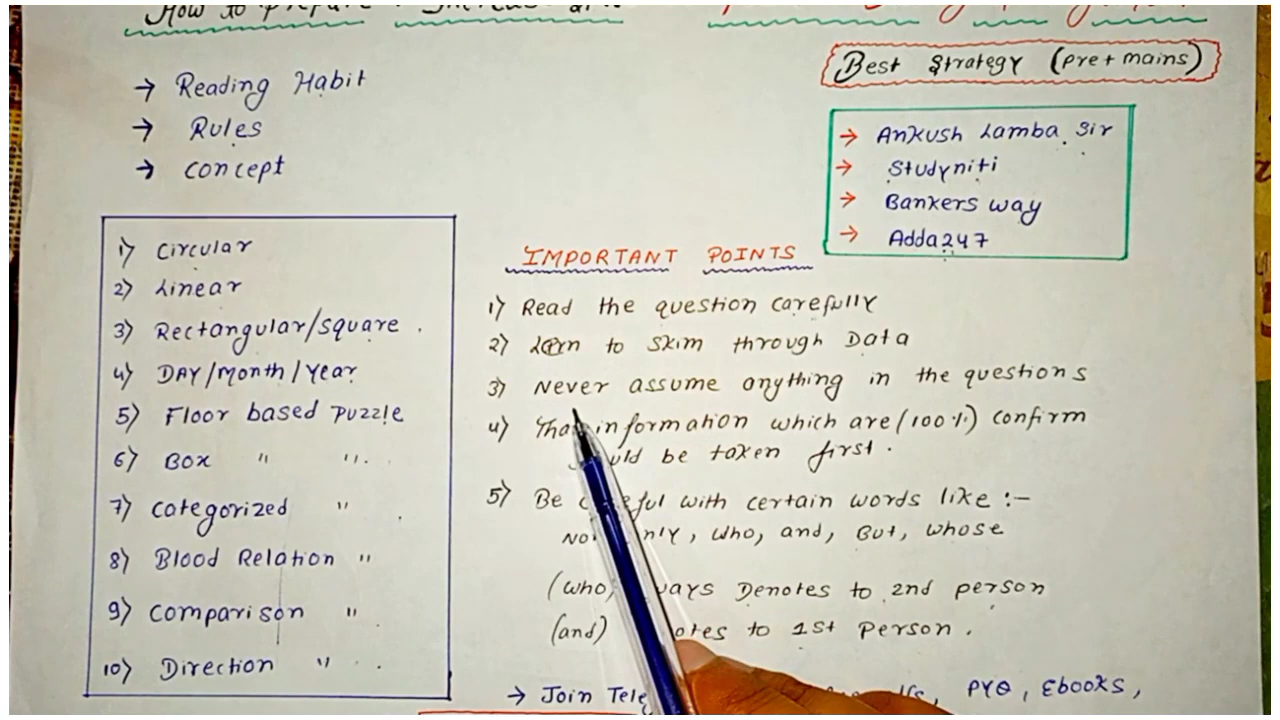 How to prepare
→ Reading Habit
→ Rules
→ concept
Best Strategy (pre + mains)
→ Ankush Lamba Sir
→ Studyniti
→ Bankers way
→ Adda247
1) Circular
2) Linear
3) Rectangular/square.
4) DAY/month/year
5) Floor based puzzle
6) Box " ".
7) categorized "
8) Blood Relation "
9) comparison "
10) Direction " .
IMPORTANT POINTS
1) Read the question carefully
2) to skim through Data
3) Never assume anything in the questions
4) information which are (100%) confirm
be taken first.
5) Be with certain words like :-
who, and, But, whose
(who) Denotes to 2nd person
(and) to 1st Person.
→ Join PYQ, Ebooks,